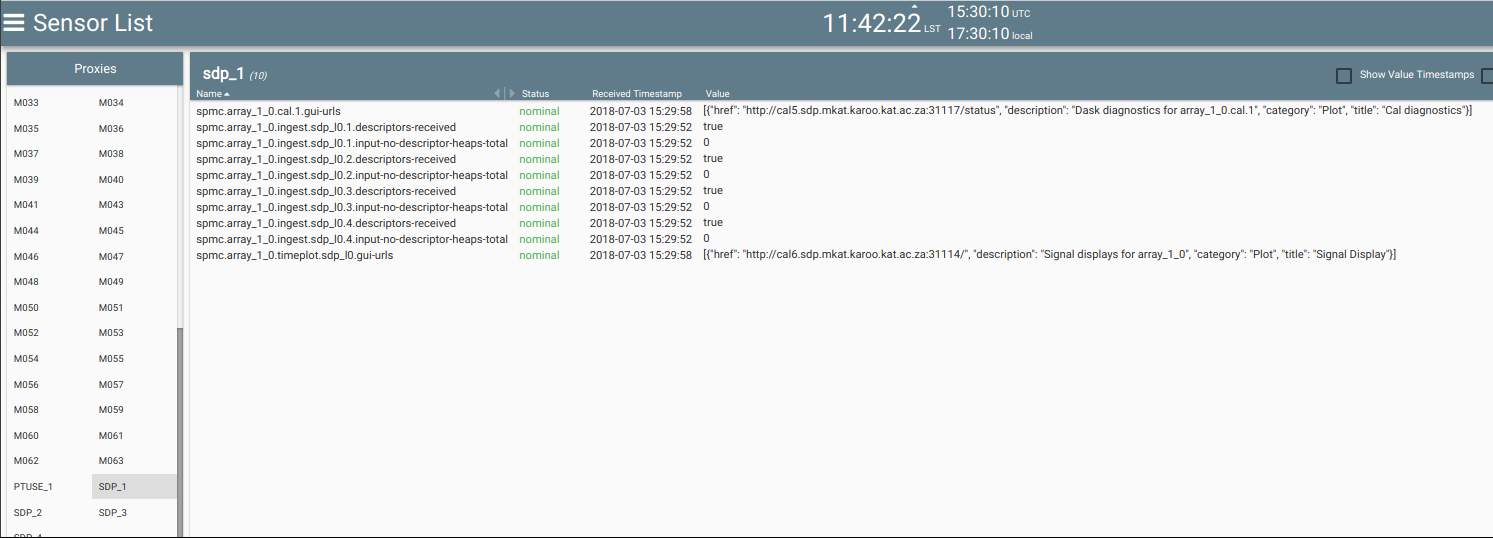 Sensor List
11:42:22 LST
15:30:10 UTC
17:30:10 local
Proxies
M033 M034
M035 M036
M037 M038
M039 M040
M041 M043
M044 M045
M046 M047
M048 M049
M050 M051
M052 M053
M054 M055
M056 M057
M058 M059
M060 M061
M062 M063
PTUSE_1 SDP_1
SDP_2 SDP_3
SDP_4
sdp_1 (10)
Show Value Timestamps
Name Status Received Timestamp Value
spmc.array_1_0.cal.1.gui-urls nominal 2018-07-03 15:29:58 [{"href": "http://cal5.sdp.mkat.karoo.kat.ac.za:31117/status", "description": "Dask diagnostics for array_1_0.cal.1", "category": "Plot", "title": "Cal diagnostics"}]
spmc.array_1_0.ingest.sdp_l0.1.descriptors-received nominal 2018-07-03 15:29:52 true
spmc.array_1_0.ingest.sdp_l0.1.input-no-descriptor-heaps-total nominal 2018-07-03 15:29:52 0
spmc.array_1_0.ingest.sdp_l0.2.descriptors-received nominal 2018-07-03 15:29:52 true
spmc.array_1_0.ingest.sdp_l0.2.input-no-descriptor-heaps-total nominal 2018-07-03 15:29:52 0
spmc.array_1_0.ingest.sdp_l0.3.descriptors-received nominal 2018-07-03 15:29:52 true
spmc.array_1_0.ingest.sdp_l0.3.input-no-descriptor-heaps-total nominal 2018-07-03 15:29:52 0
spmc.array_1_0.ingest.sdp_l0.4.descriptors-received nominal 2018-07-03 15:29:52 true
spmc.array_1_0.ingest.sdp_l0.4.input-no-descriptor-heaps-total nominal 2018-07-03 15:29:52 0
spmc.array_1_0.timeplot.sdp_l0.gui-urls nominal 2018-07-03 15:29:58 [{"href": "http://cal6.sdp.mkat.karoo.kat.ac.za:31114/", "description": "Signal displays for array_1_0", "category": "Plot", "title": "Signal Display"}]